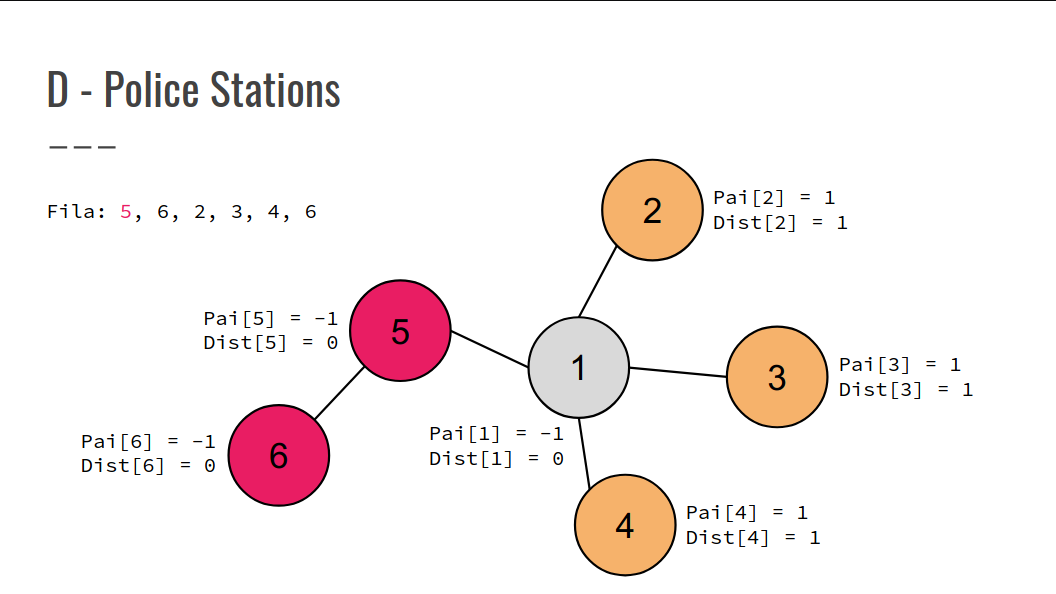 D - Police Stations
Fila: 5, 6, 2, 3, 4, 6
2
Pai[2] = 1
Dist[2] = 1
Pai[5] = -1
Dist[5] = 0
5
1
3
Pai[3] = 1
Dist[3] = 1
Pai[6] = -1
Dist[6] = 0
6
Pai[1] = -1
Dist[1] = 0
4
Pai[4] = 1
Dist[4] = 1